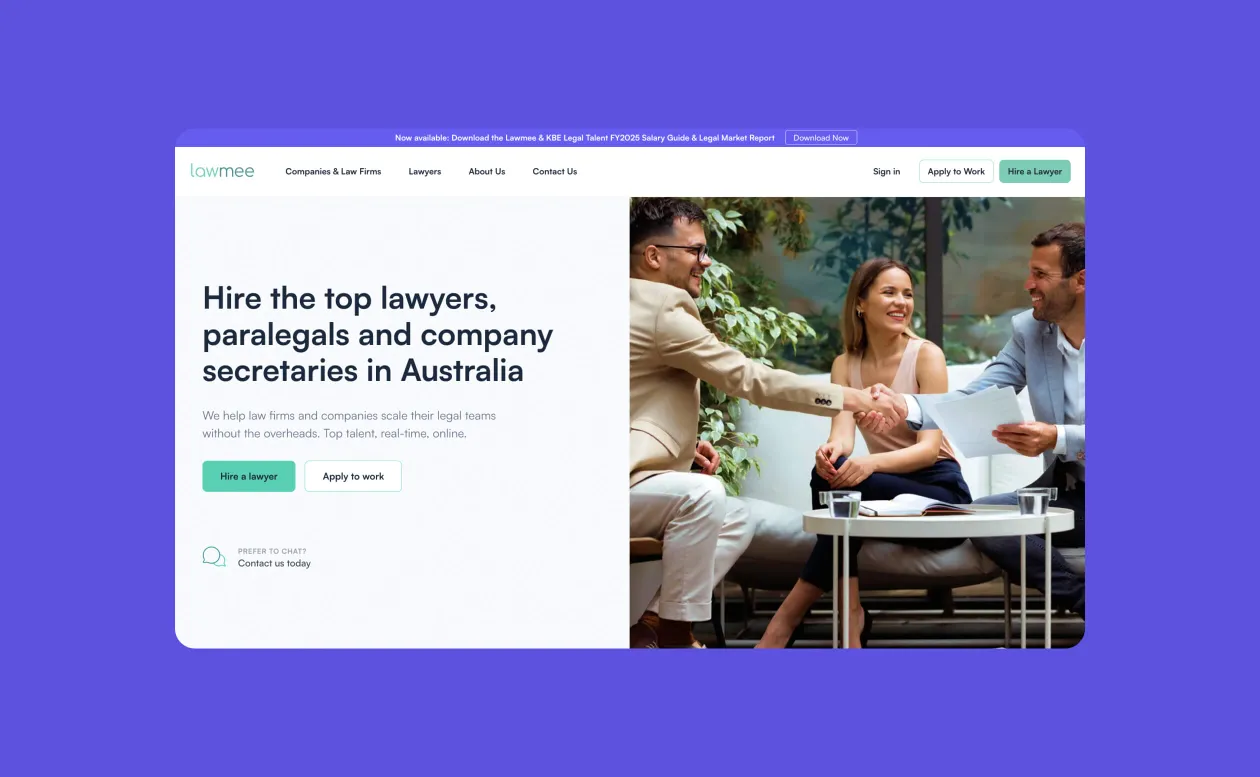 Now available: Download the Lawmee & KBE Legal Talent FY2025 Salary Guide & Legal Market Report
Download Now
lawmee
Companies & Law Firms
Lawyers
About Us
Contact Us
Sign in
Apply to Work
Hire a Lawyer
Hire the top lawyers,
paralegals and company
secretaries in Australia
We help law firms and companies scale their legal teams
without the overheads. Top talent, real-time, online.
Hire a lawyer
Apply to work
PREFER TO CHAT?
Contact us today